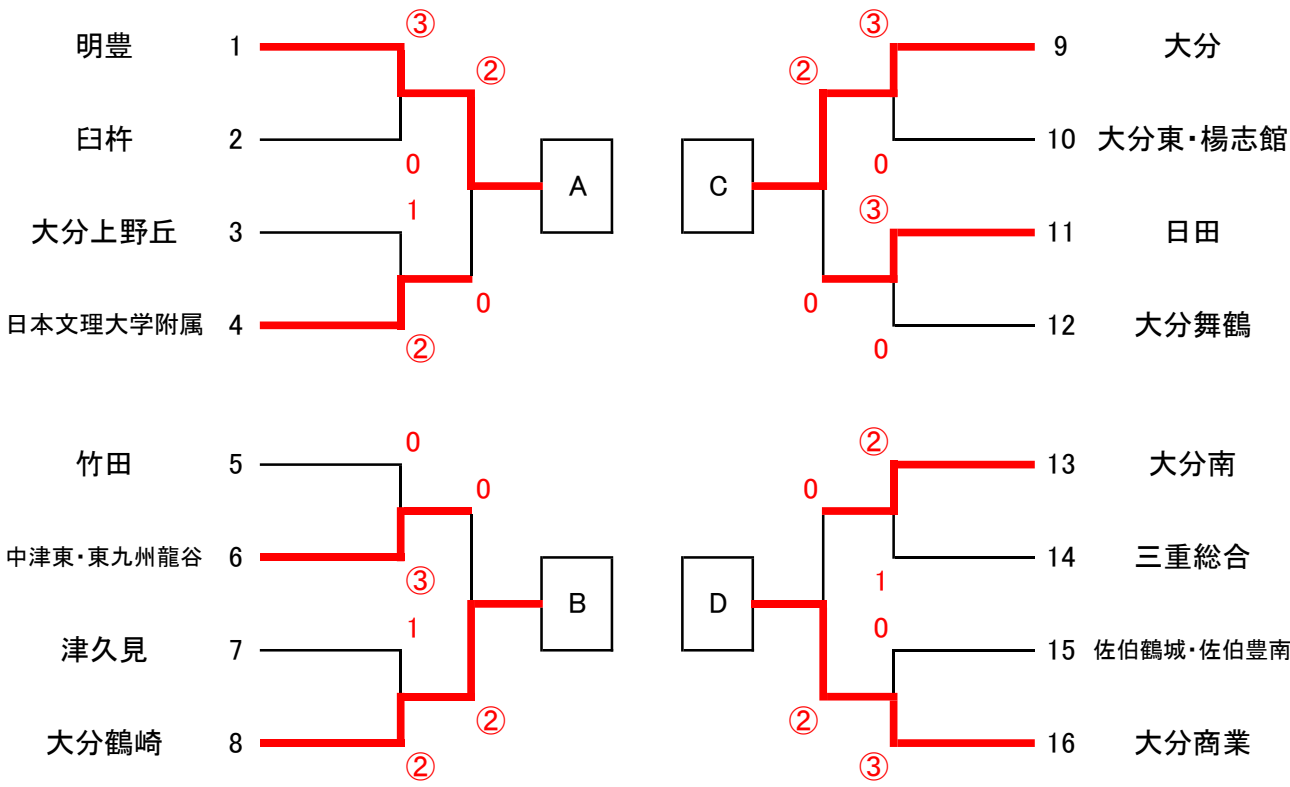 ③ ③
明豊 1 ② ② 9 大分
臼杵 2 10 大分東・楊志館
0 A C 0
1 ③
大分上野丘 3 11 日田
0 0
日本文理大学附属 4 12 大分舞鶴
② 0
0 ②
竹田 5 0 0 13 大分南
中津東・東九州龍谷 6 14 三重総合
③ B D 1
1 0
津久見 7 15 佐伯鶴城・佐伯豊南
② ②
大分鶴崎 8 16 大分商業
② ③